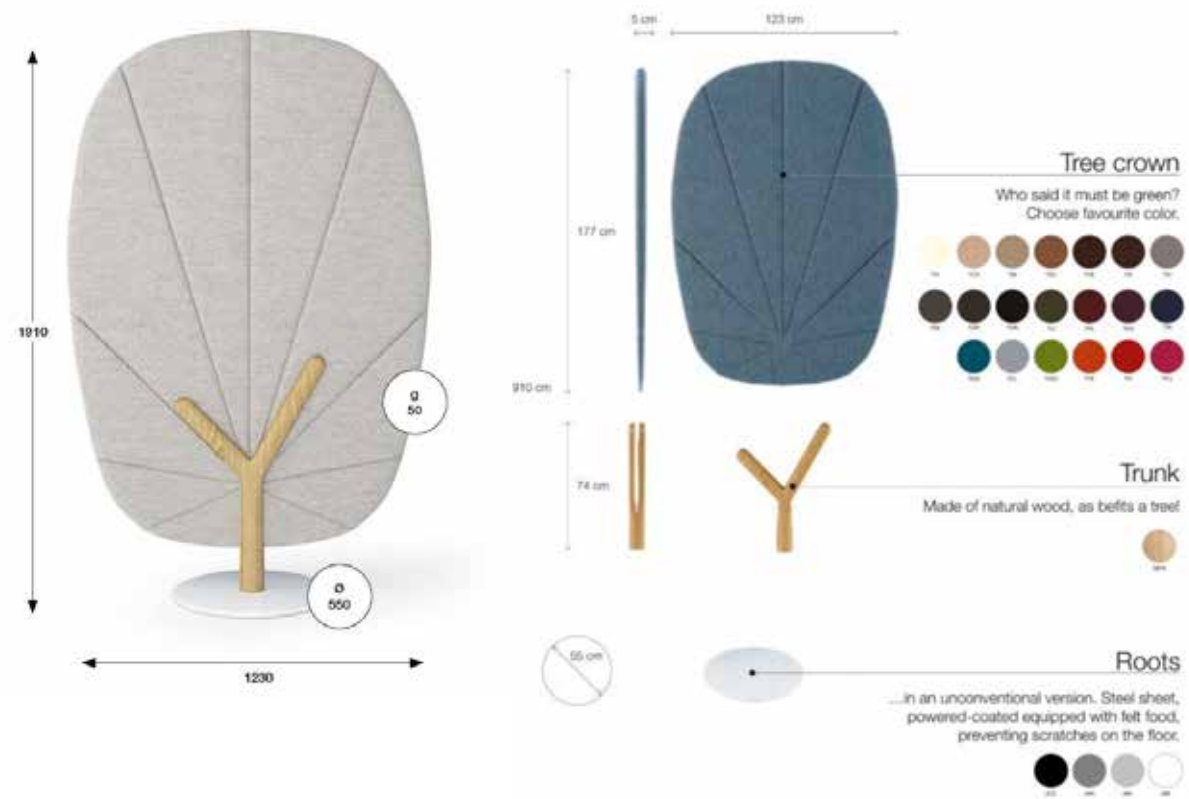 1910
g
50
ø
550
1230
5 cm
123 cm
177 cm
910 cm
Tree crown
Who said it must be green?
Choose favourite color.
74 cm
Trunk
Made of natural wood, as befits a tree!
55 cm
Roots
....in an unconventional version. Steel sheet,
powered-coated equipped with felt food,
preventing scratches on the floor.